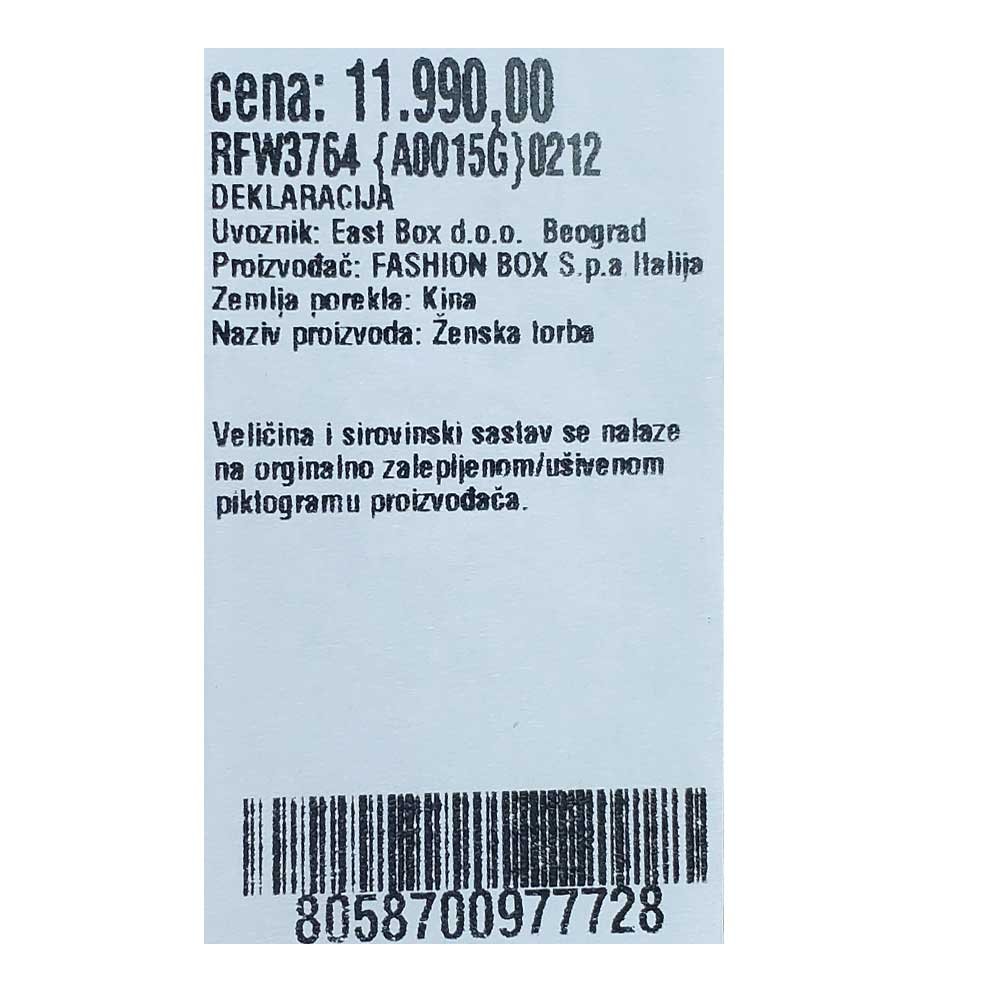 cena: 11.990,00
RFW3764 {A0015G}0212
DEKLARACIJA
Uvoznik: East Box d.o.o. Beograd
Proizvođač: FASHION BOX S.p.a Italija
Zemlja porekla: Kina
Naziv proizvoda: Ženska torba
Veličina i sirovinski sastav se nalaze
na orginalno zalepljenom/ušivenom
piktogramu proizvođača.
8058700977728